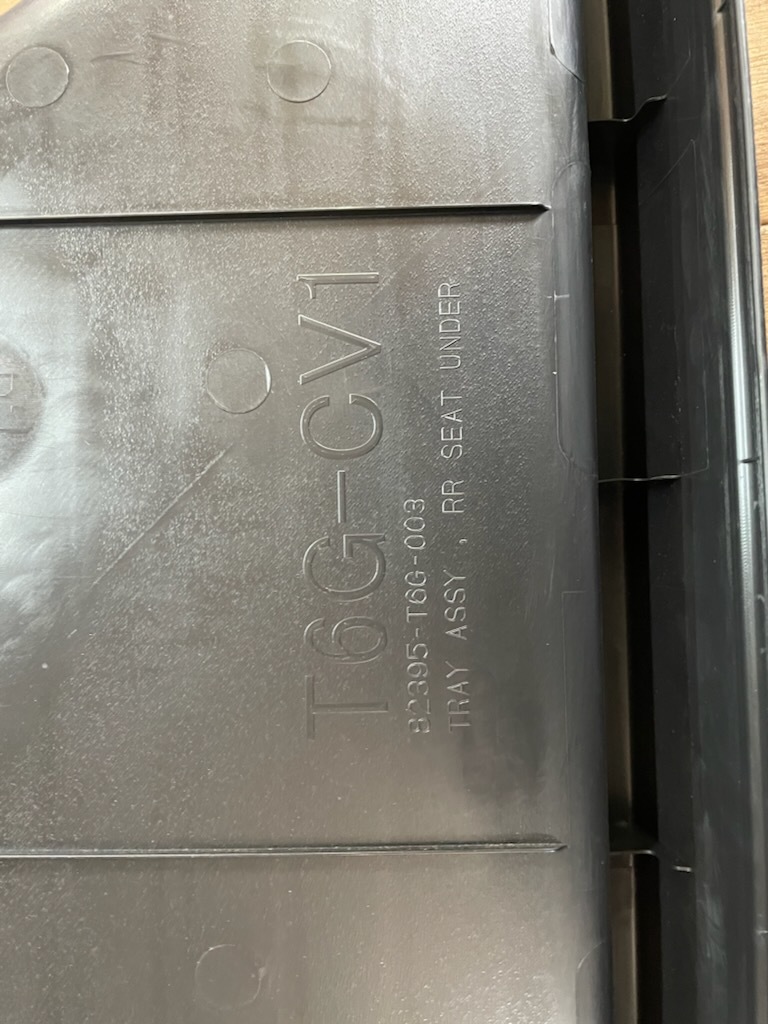 T6G-CV1
82395-T6G-003
TRAY ASSY , RR SEAT UNDER